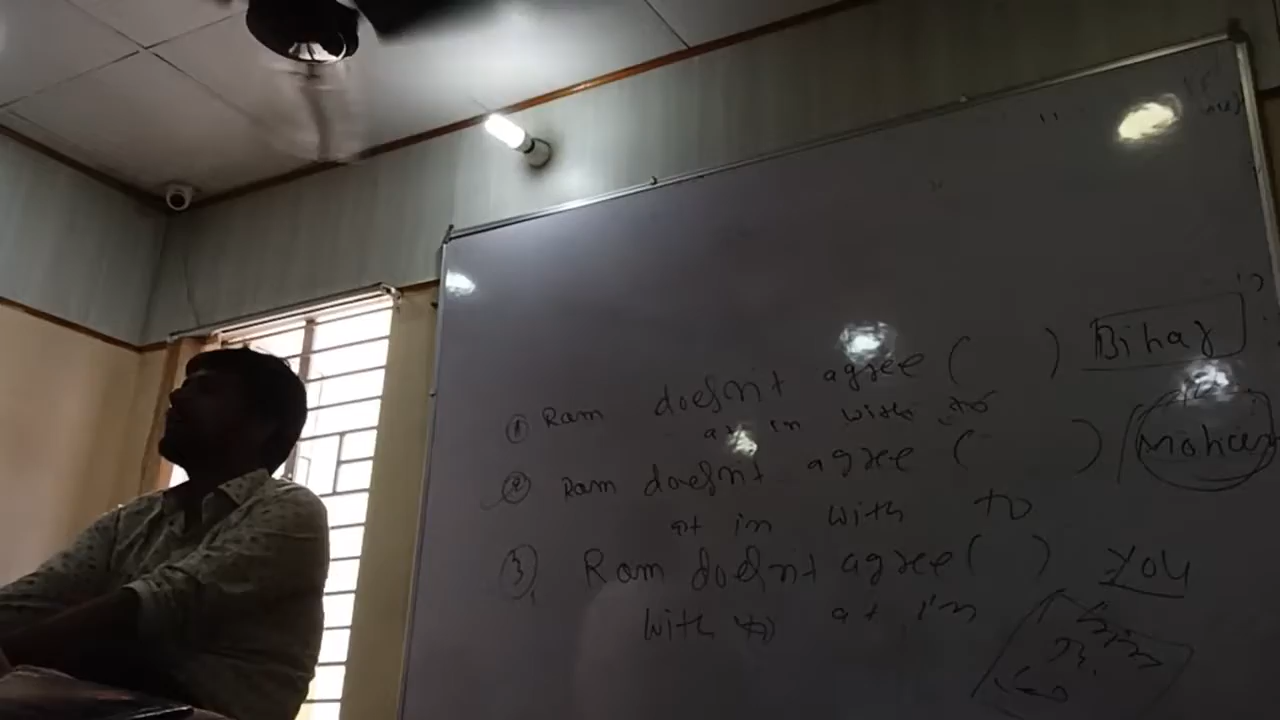 ① Ram doesn't agree ( ) Bihar
at in with to
② Ram doesn't agree ( ) Mohan
at in with to
③ Ram doesn't agree ( ) You
with to at in